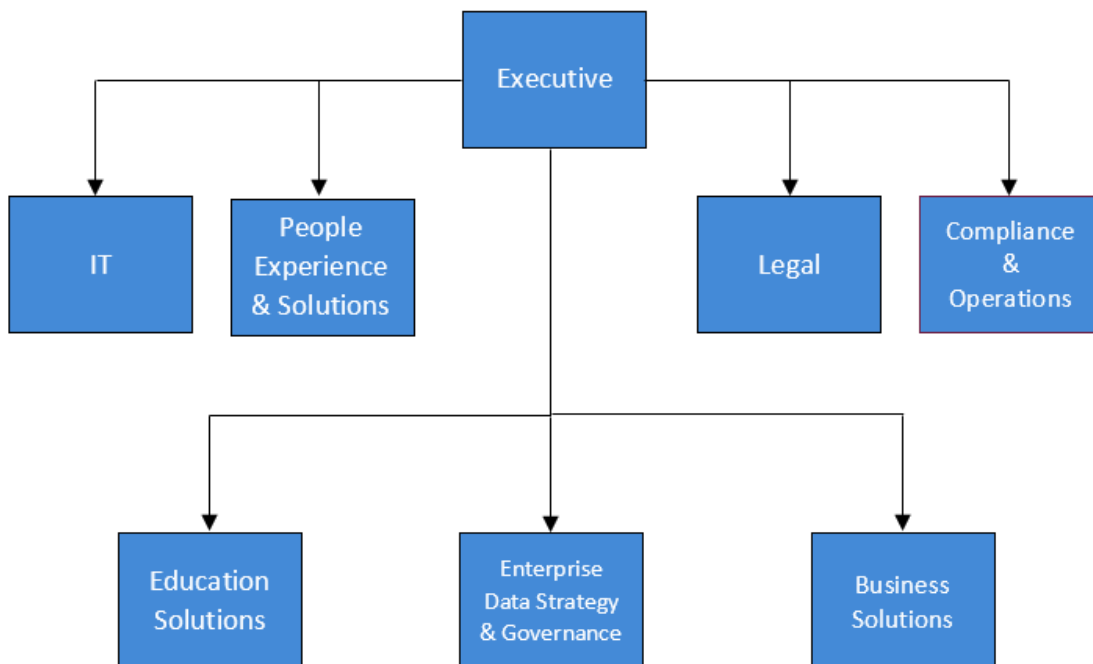 Executive
IT
People
Experience
& Solutions
Legal
Compliance
&
Operations
Education
Solutions
Enterprise
Data Strategy
& Governance
Business
Solutions